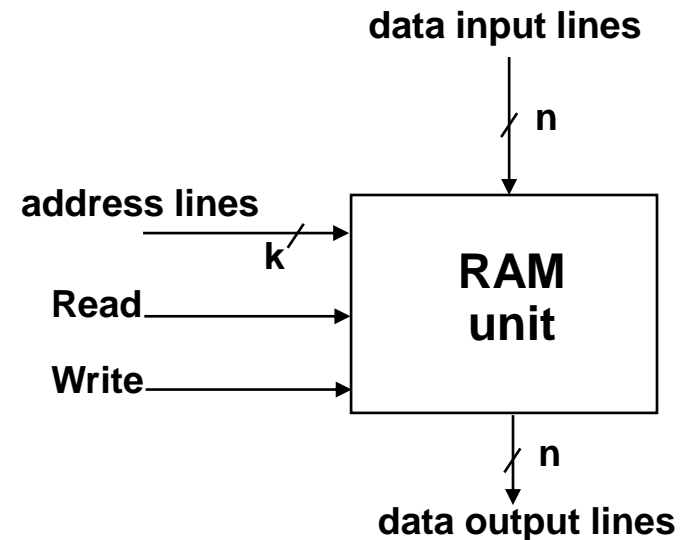 data input lines
n
address lines
k
RAM
unit
Read
Write
n
data output lines